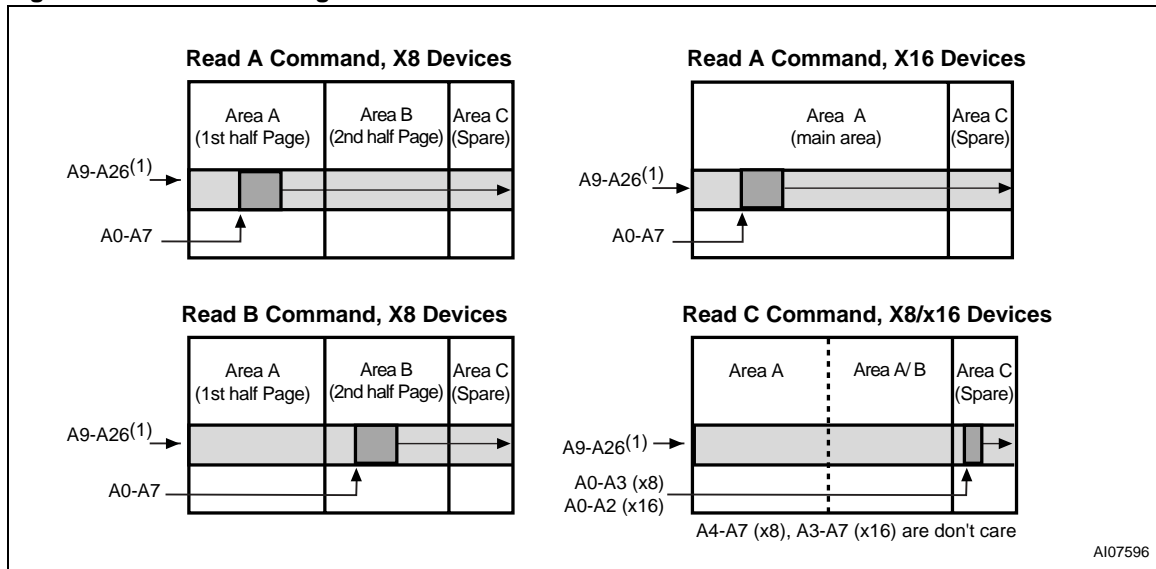 Read A Command, X8 Devices
Area A
(1st half Page)
Area B
(2nd half Page)
Area C
(Spare)
A9-A26(1)
A0-A7
Read A Command, X16 Devices
Area A
(main area)
Area C
(Spare)
A9-A26(1)
A0-A7
Read B Command, X8 Devices
Area A
(1st half Page)
Area B
(2nd half Page)
Area C
(Spare)
A9-A26(1)
A0-A7
Read C Command, X8/x16 Devices
Area A
Area A/ B
Area C
(Spare)
A9-A26(1)
A0-A3 (x8)
A0-A2 (x16)
A4-A7 (x8), A3-A7 (x16) are don't care
AI07596